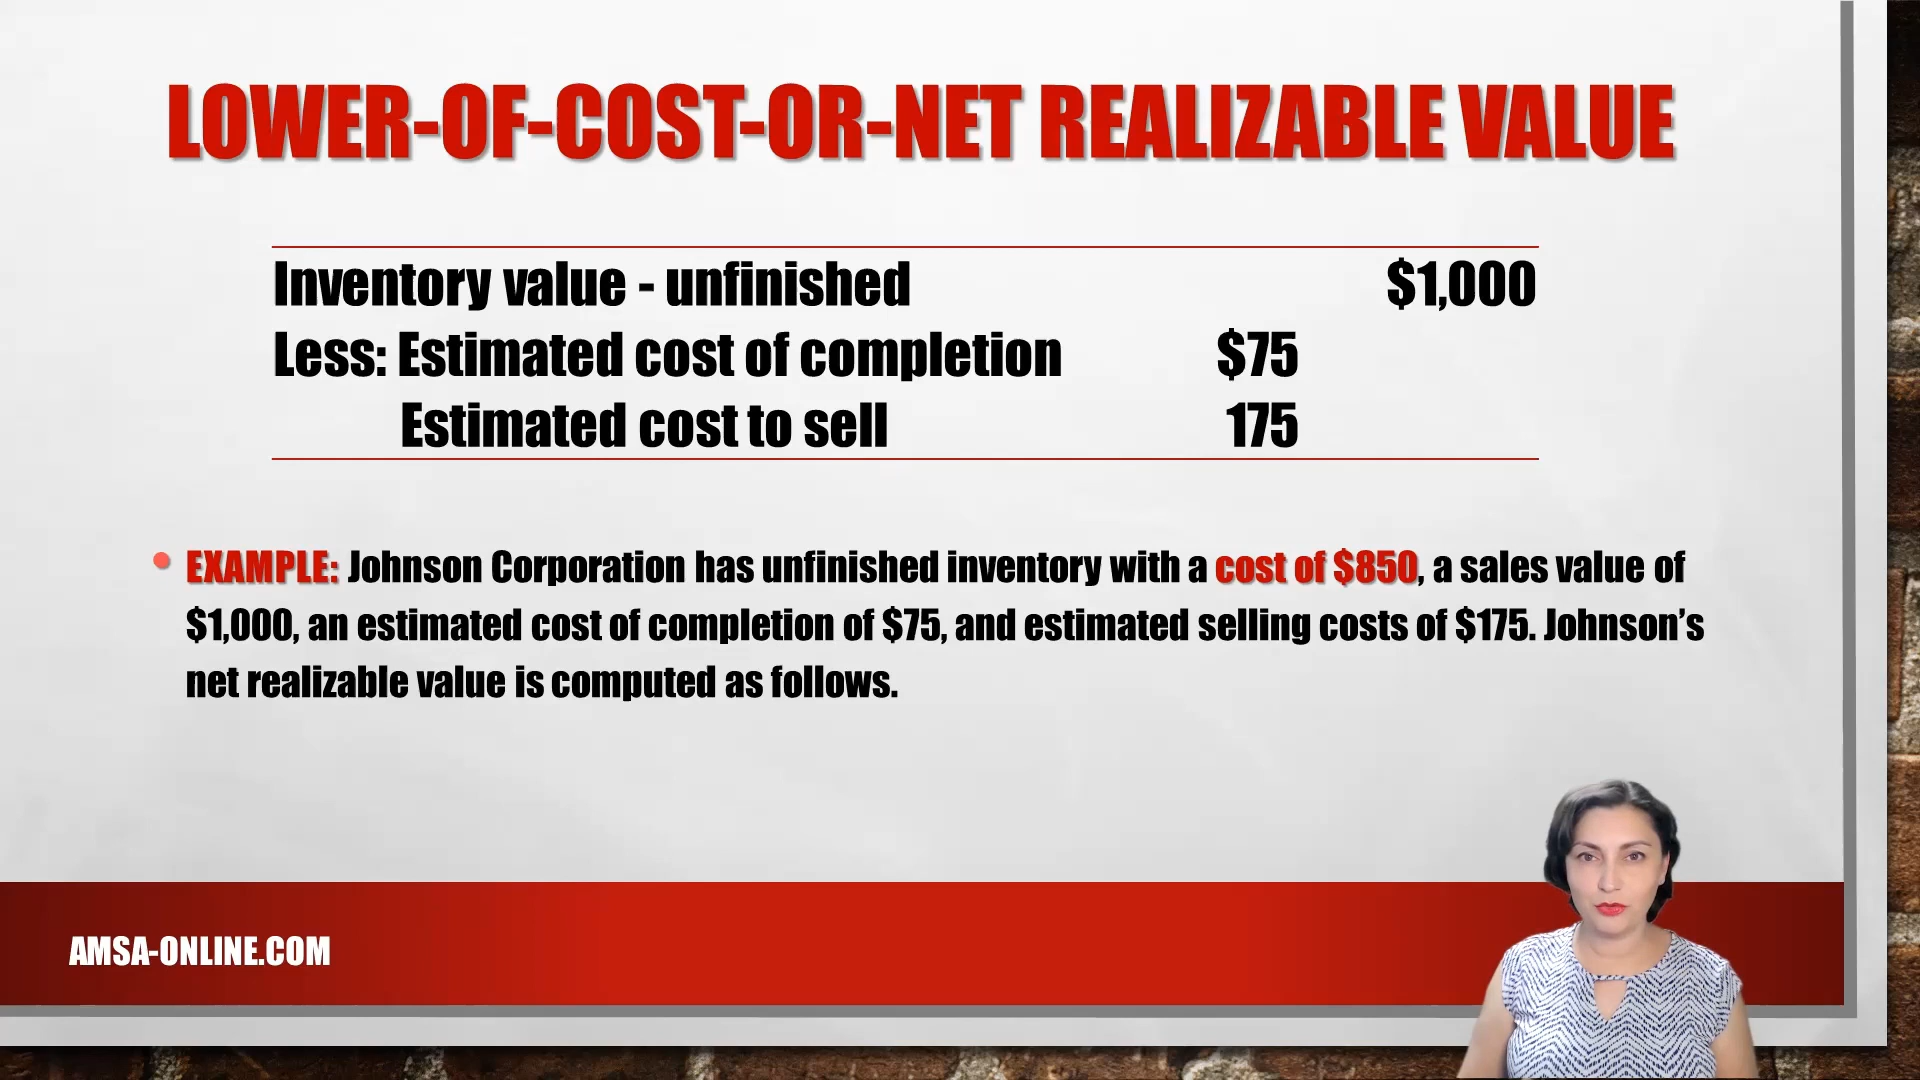 LOWER-OF-COST-OR-NET REALIZABLE VALUE
Inventory value - unfinished $1,000
Less: Estimated cost of completion $75
Estimated cost to sell 175
• EXAMPLE: Johnson Corporation has unfinished inventory with a cost of $850, a sales value of
$1,000, an estimated cost of completion of $75, and estimated selling costs of $175. Johnson’s
net realizable value is computed as follows.
AMSA-ONLINE.COM